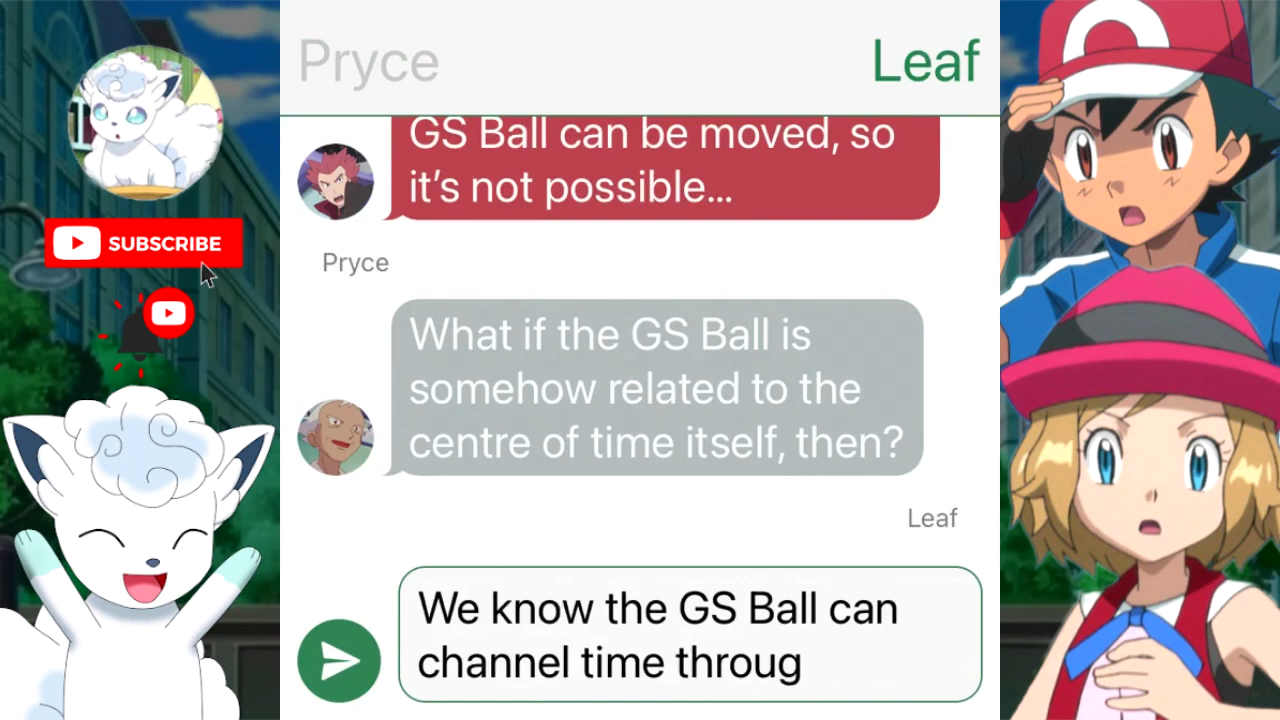 Pryce
Leaf
GS Ball can be moved, so
it’s not possible...
SUBSCRIBE
Pryce
What if the GS Ball is
somehow related to the
centre of time itself, then?
Leaf
We know the GS Ball can
channel time throug